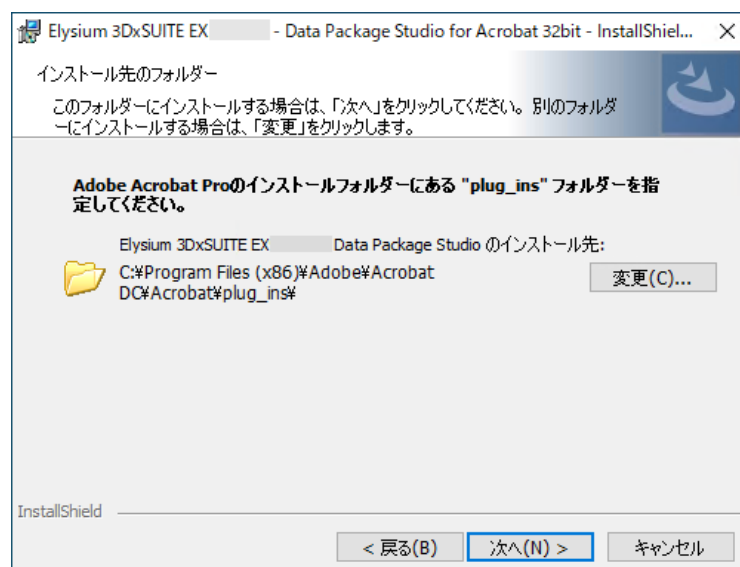 Elysium 3DxSUITE EX - Data Package Studio for Acrobat 32bit - InstallShiel...
インストール先のフォルダー
このフォルダーにインストールする場合は、「次へ」をクリックしてください。別のフォルダ
ーにインストールする場合は、「変更」をクリックします。
Adobe Acrobat Proのインストールフォルダーにある "plug_ins" フォルダーを指
定してください。
Elysium 3DxSUITE EX Data Package Studio のインストール先:
C:¥Program Files (x86)¥Adobe¥Acrobat
DC¥Acrobat¥plug_ins¥
変更(C)...
InstallShield
< 戻る(B)
次へ(N) >
キャンセル